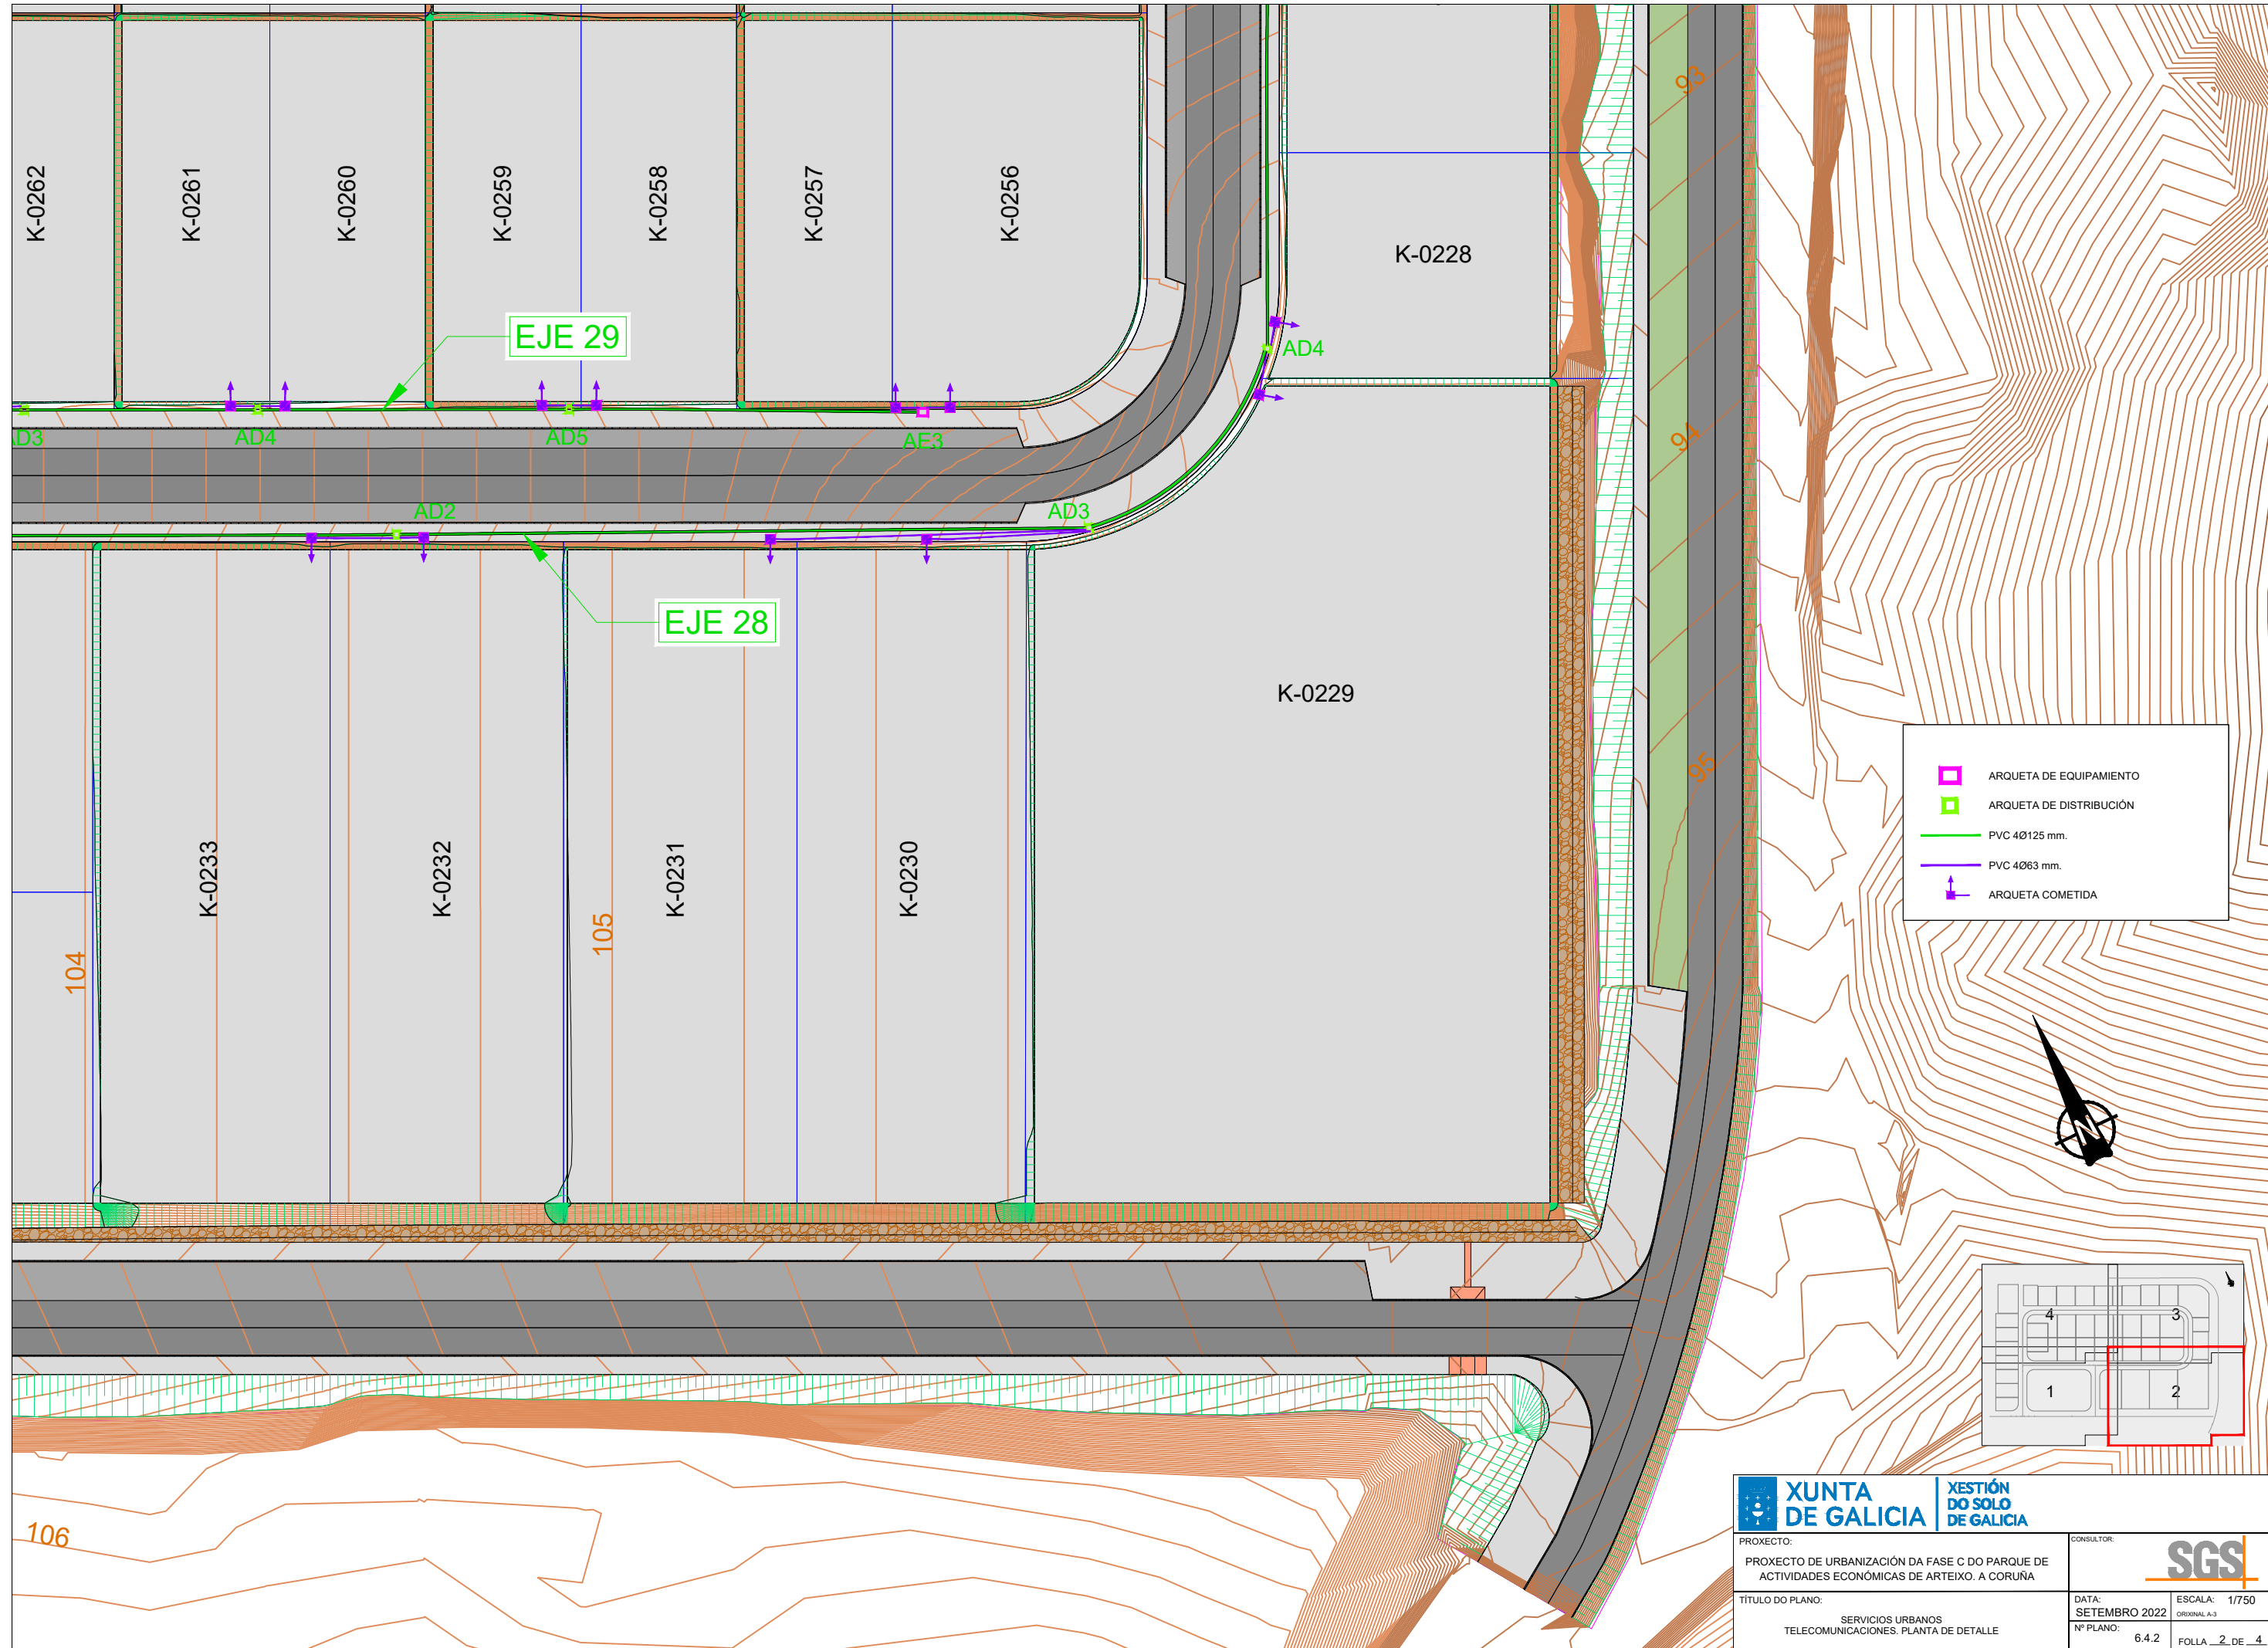 K-0262
K-0261
K-0260
K-0259
K-0258
K-0257
K-0256
K-0228
93
EJE 29
AD4
AD3
AD4
AD5
AE3
94
AD2
AD3
EJE 28
K-0229
95
ARQUETA DE EQUIPAMIENTO
ARQUETA DE DISTRIBUCIÓN
PVC 4Ø125 mm.
PVC 4Ø63 mm.
ARQUETA COMETIDA
K-0233
K-0232
K-0231
K-0230
104
105
4
3
1
2
106
XUNTA
DE GALICIA
XESTIÓN
DO SOLO
DE GALICIA
PROXECTO:
PROXECTO DE URBANIZACIÓN DA FASE C DO PARQUE DE
ACTIVIDADES ECONÓMICAS DE ARTEIXO. A CORUÑA
CONSULTOR:
SGS
TÍTULO DO PLANO:
SERVICIOS URBANOS
TELECOMUNICACIONES. PLANTA DE DETALLE
DATA:
SETEMBRO 2022
ESCALA: 1/750
ORIXINAL A-3
Nº PLANO:
6.4.2
FOLLA 2 DE 4